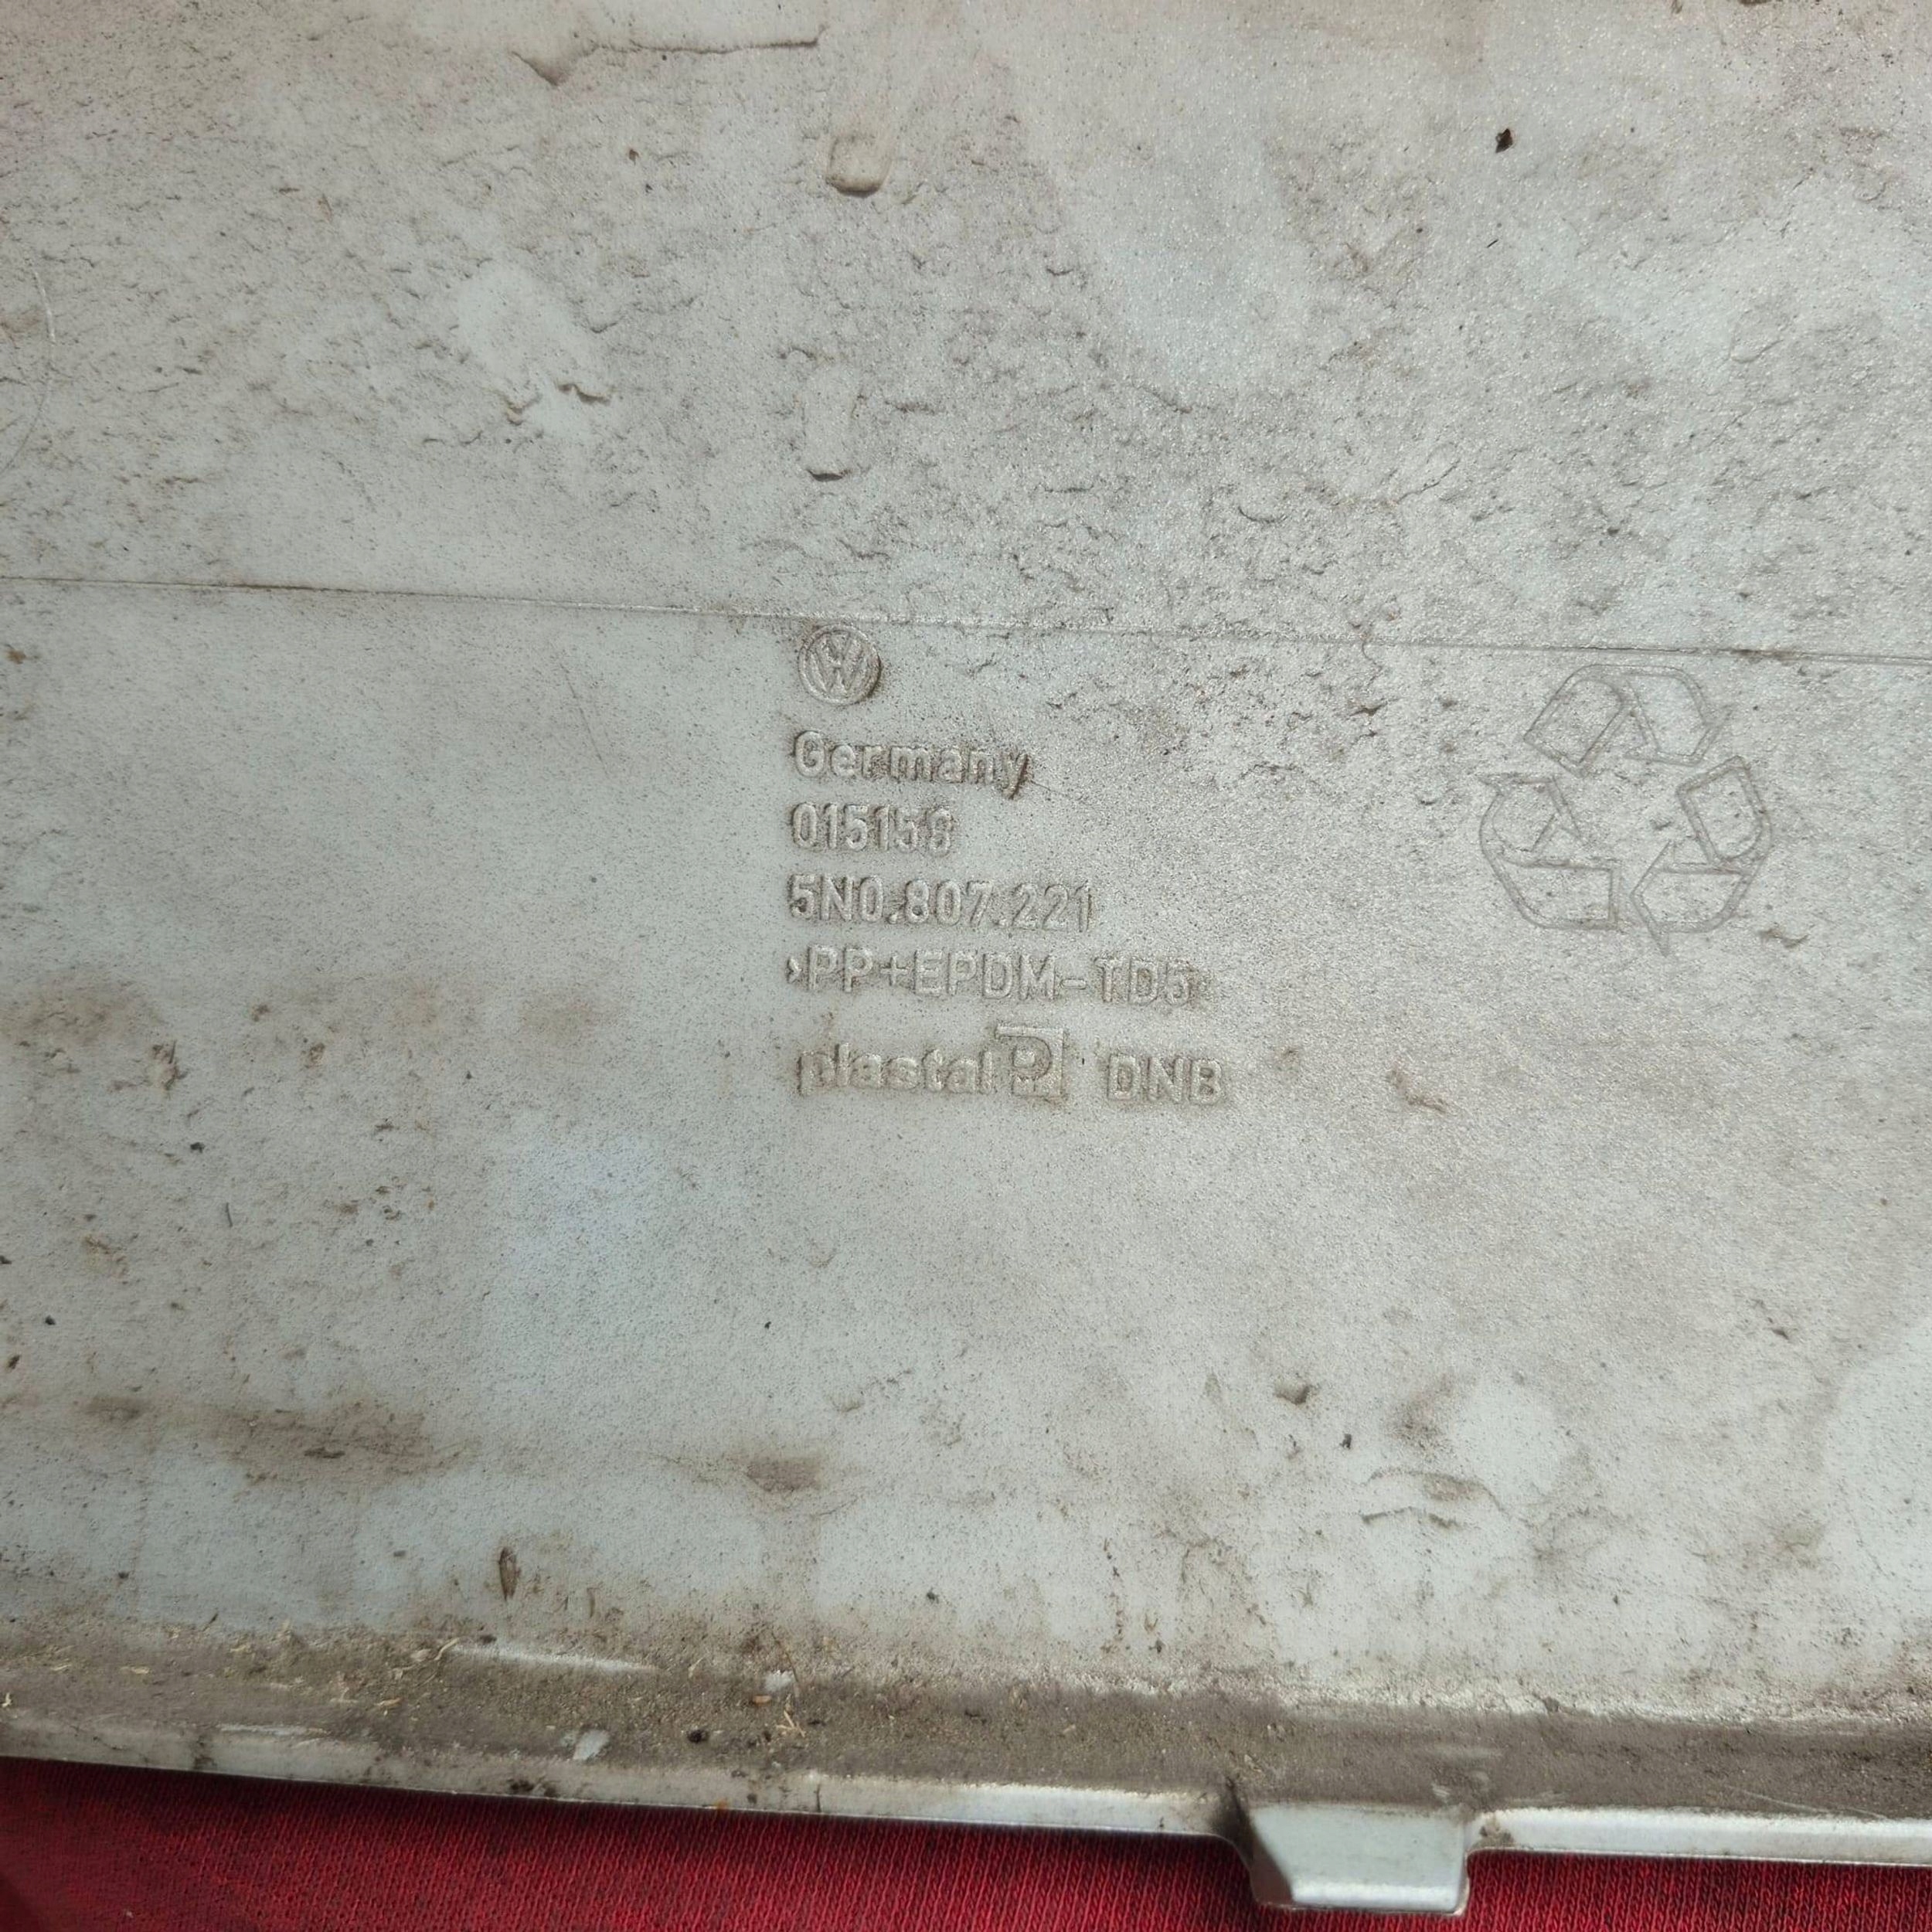 Germany
015158
5N0.807.221
>PP+EPDM-TD5<
plastal DNB